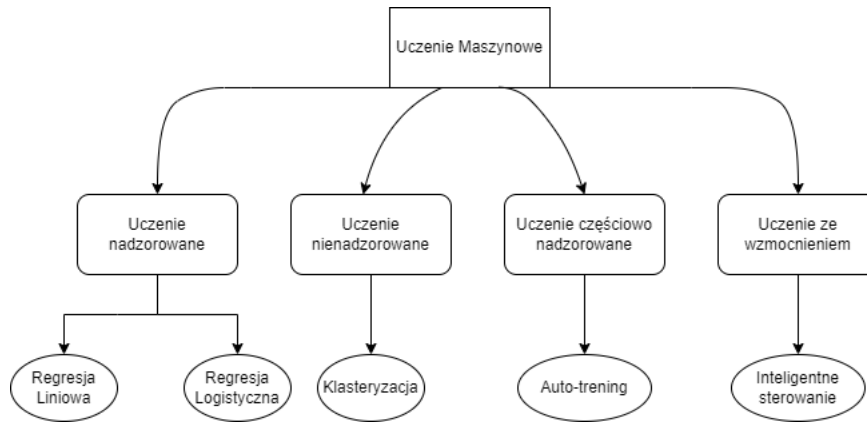 Uczenie Maszynowe
Uczenie
nadzorowane
Uczenie
nienadzorowane
Uczenie częściowo
nadzorowane
Uczenie ze
wzmocnieniem
Regresja
Liniowa
Regresja
Logistyczna
Klasteryzacja
Auto-trening
Inteligentne
sterowanie